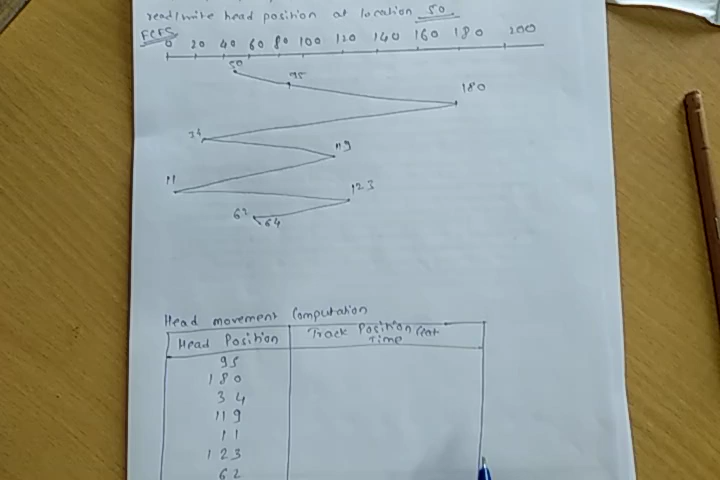 read/write head position at location 50.
FCFS
0 20 40 60 80 100 120 140 160 180 200
50
95
180
34
119
11
123
62
64
Head movement Computation
Head Position Track Position
Time
95
180
34
119
11
123
62